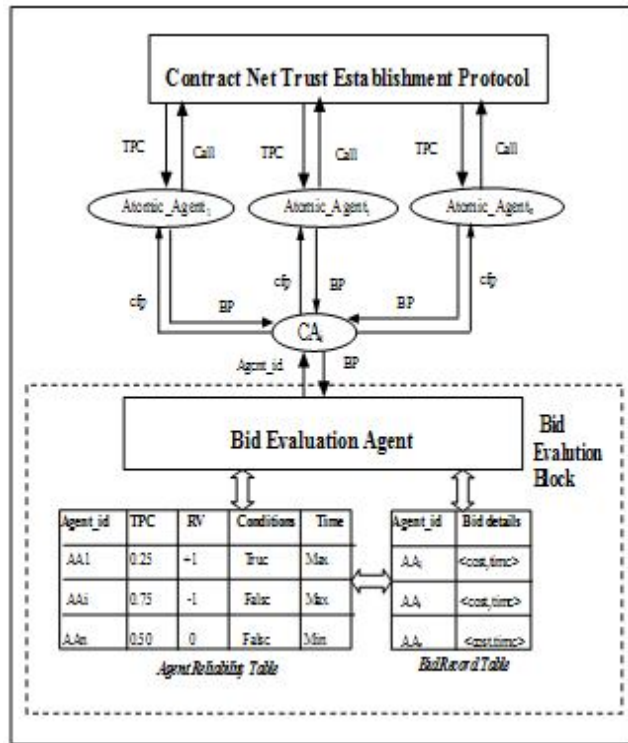 Contract Net Trust Establishment Protocol
TPC Call TPC Call TPC Call
Atomic_Agent₁ Atomic_Agentᵢ Atomic_Agentₙ
cfp BP cfp BP BP cfp
CAᵢ
Agent_id BP
Bid Evaluation Agent
Bid
Evalution
Block
Agent_id TPC RV Conditions Time
AA1 0.25 +1 True Max
AAi 0.75 -1 False Max
AAn 0.50 0 False Min
Agent Reliability Table
Agent_id Bid details
AAᵢ <cost,time>
AA <cost,time>
AA <cost,time>
Bid Record Table